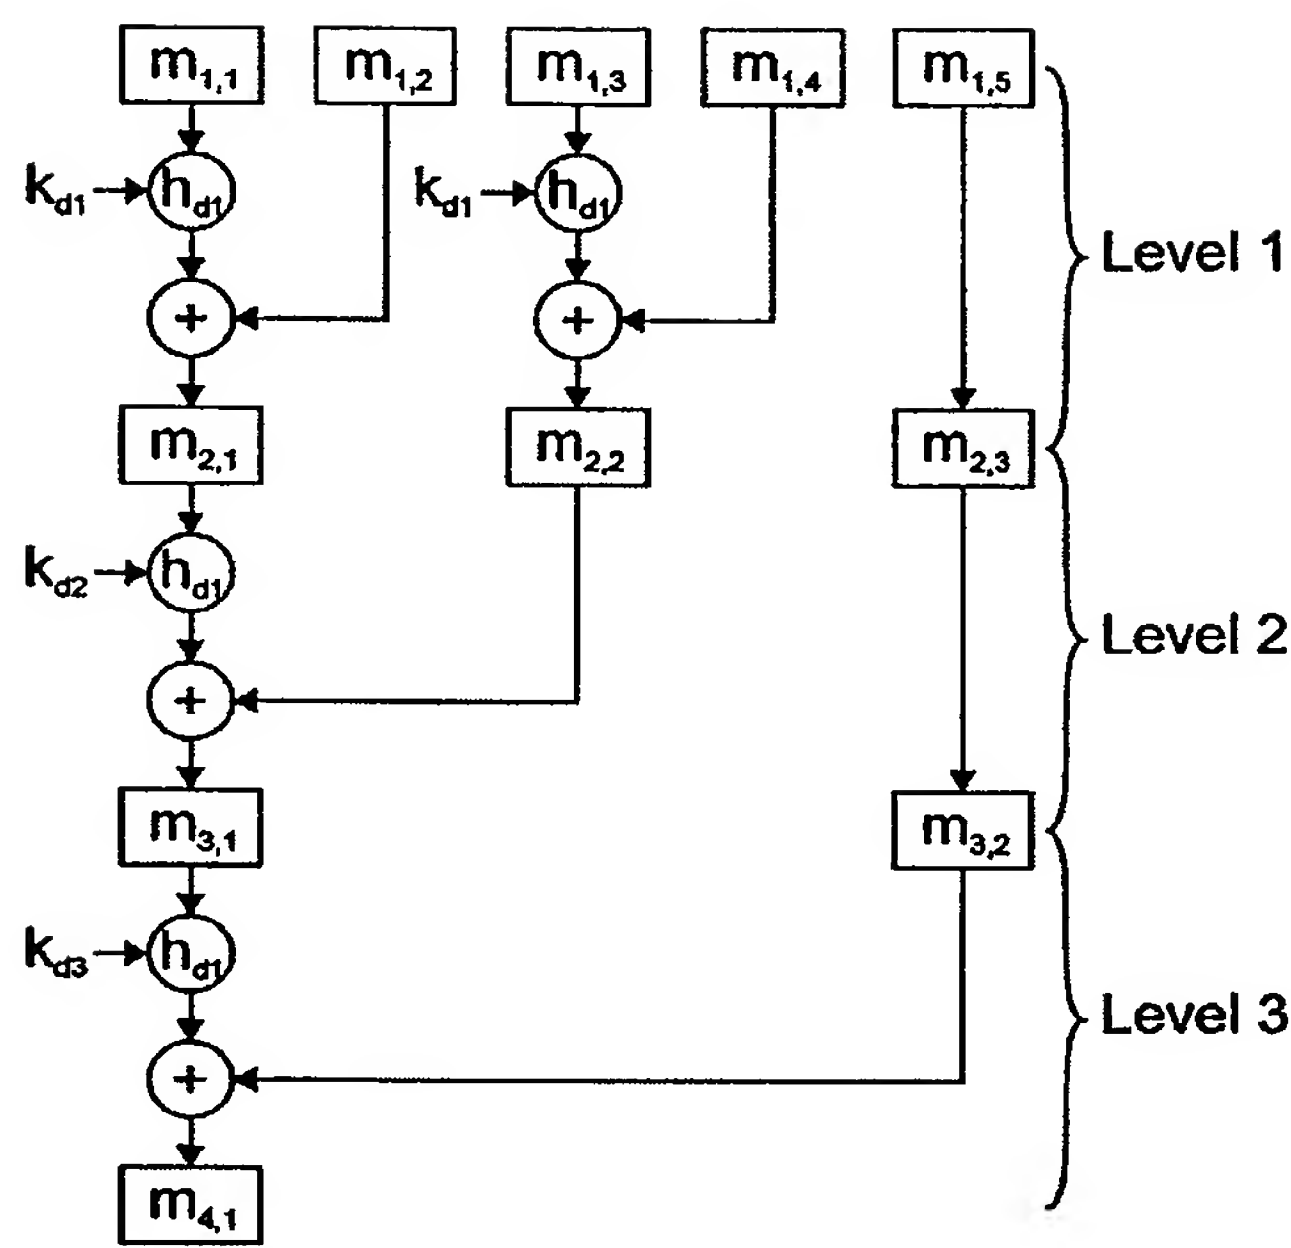 m1,1 m1,2 m1,3 m1,4 m1,5
kd1 hd1 kd1 hd1
Level 1
+ +
m2,1 m2,2 m2,3
kd2 hd1
Level 2
+
m3,1 m3,2
kd3 hd1
Level 3
+
m4,1